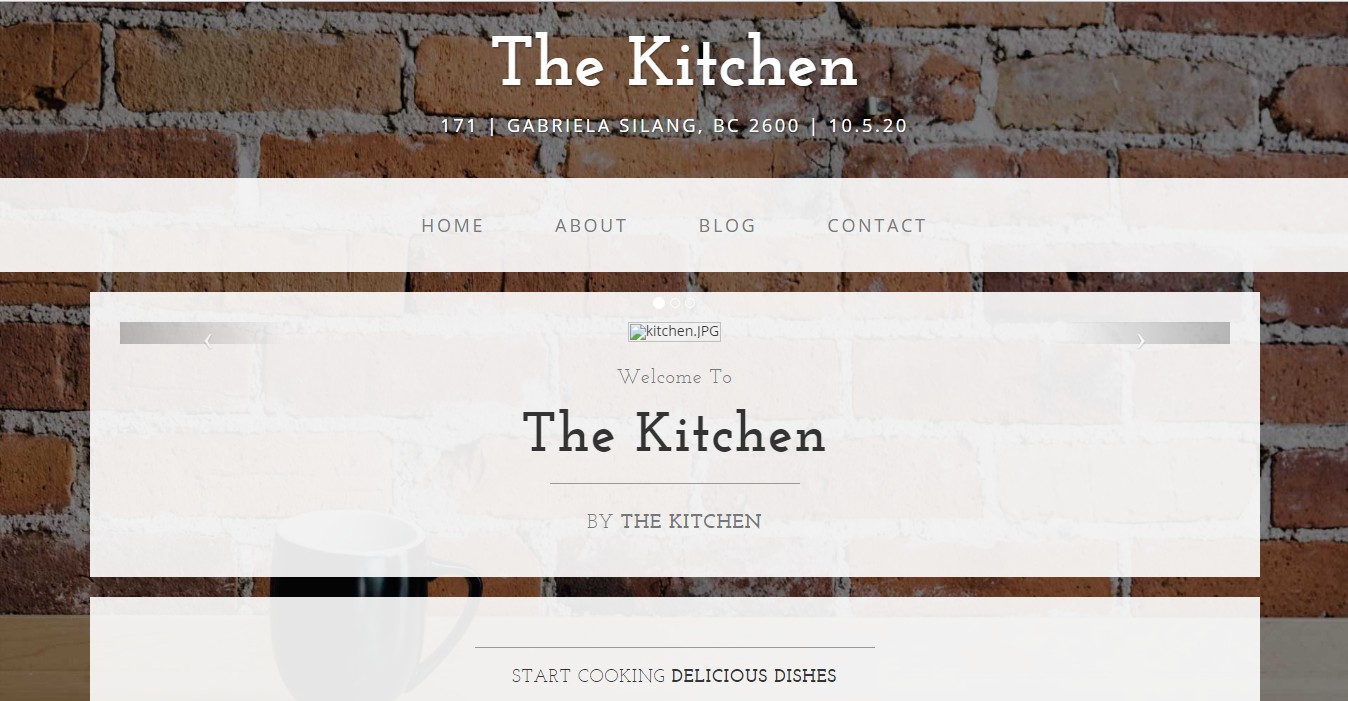 The Kitchen
171 | GABRIELA SILANG, BC 2600 | 10.5.20
HOME ABOUT BLOG CONTACT
kitchen.JPG
Welcome To
The Kitchen
BY THE KITCHEN
START COOKING DELICIOUS DISHES